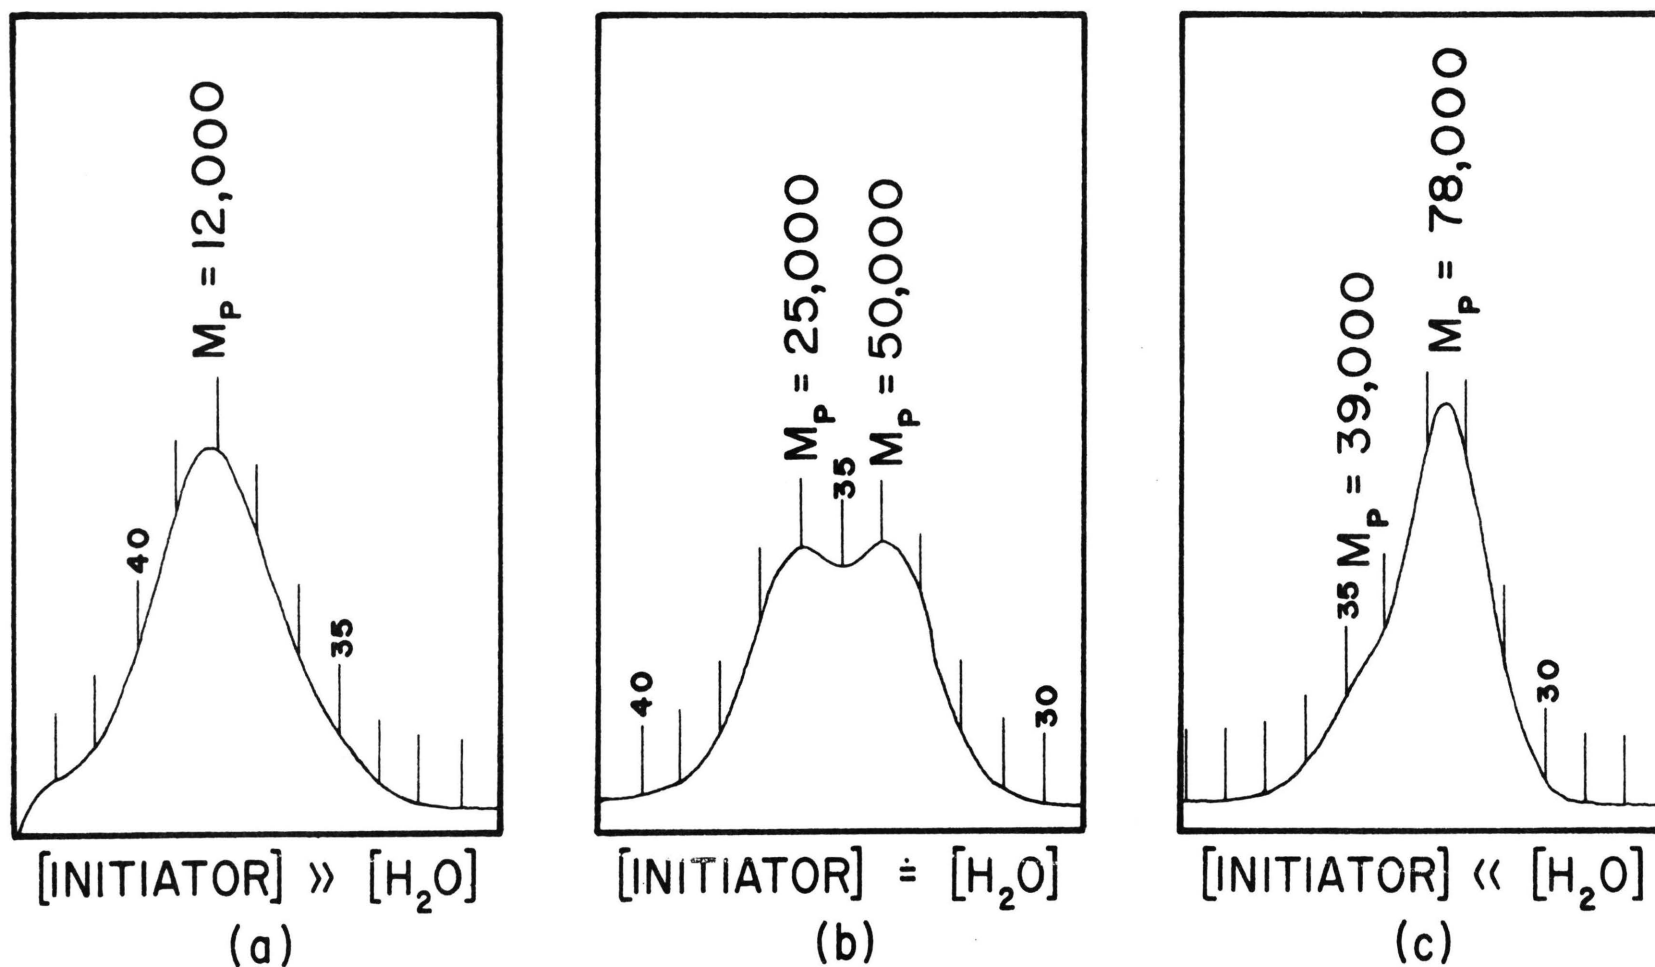 M_P = 12,000
40
35
[INITIATOR] >> [H₂O]
(a)
M_P = 25,000
35
M_P = 50,000
40
30
[INITIATOR] ≐ [H₂O]
(b)
35
M_P = 39,000
M_P = 78,000
30
[INITIATOR] << [H₂O]
(c)